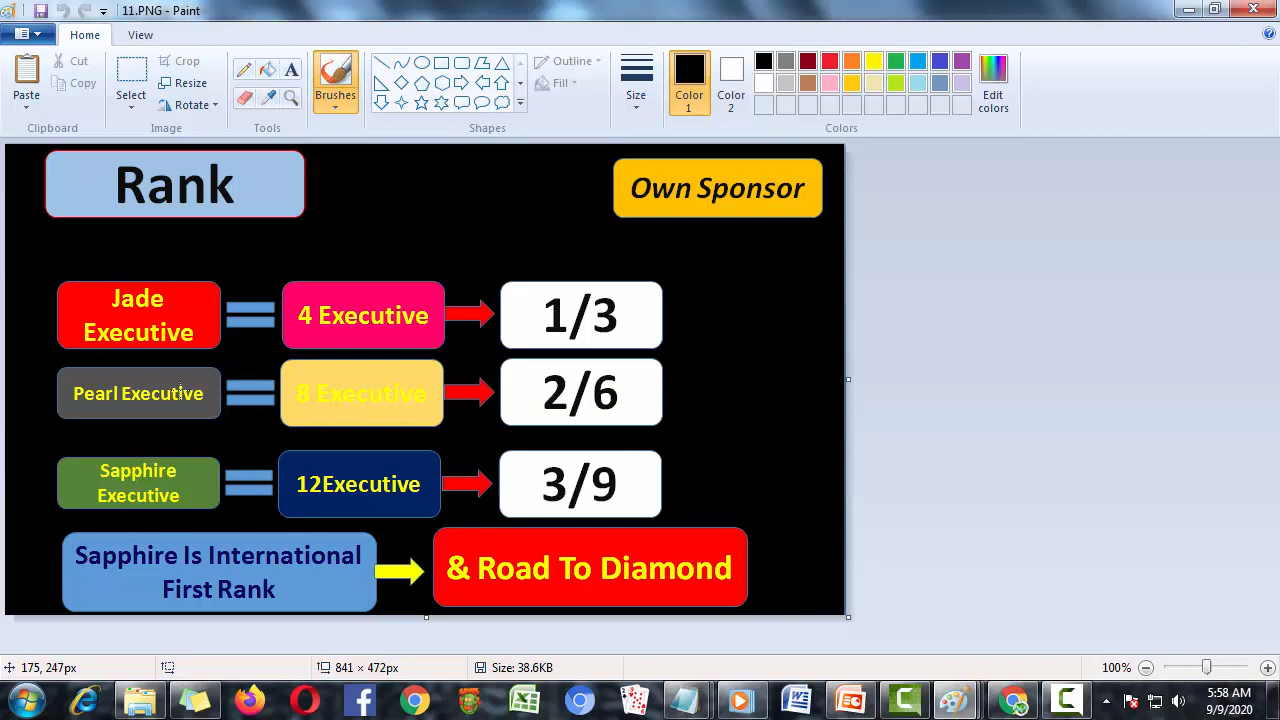 11.PNG - Paint
Home
View
Paste
Cut
Copy
Clipboard
Select
Crop
Resize
Rotate
Image
Tools
Brushes
Outline
Fill
Shapes
Size
Color 1
Color 2
Edit colors
Colors
Rank
Own Sponsor
Jade
Executive
4 Executive
1/3
Pearl Executive
8 Executive
2/6
Sapphire
Executive
12Executive
3/9
Sapphire Is International
First Rank
& Road To Diamond
175, 247px
841 × 472px
Size: 38.6KB
100%
5:58 AM
9/9/2020